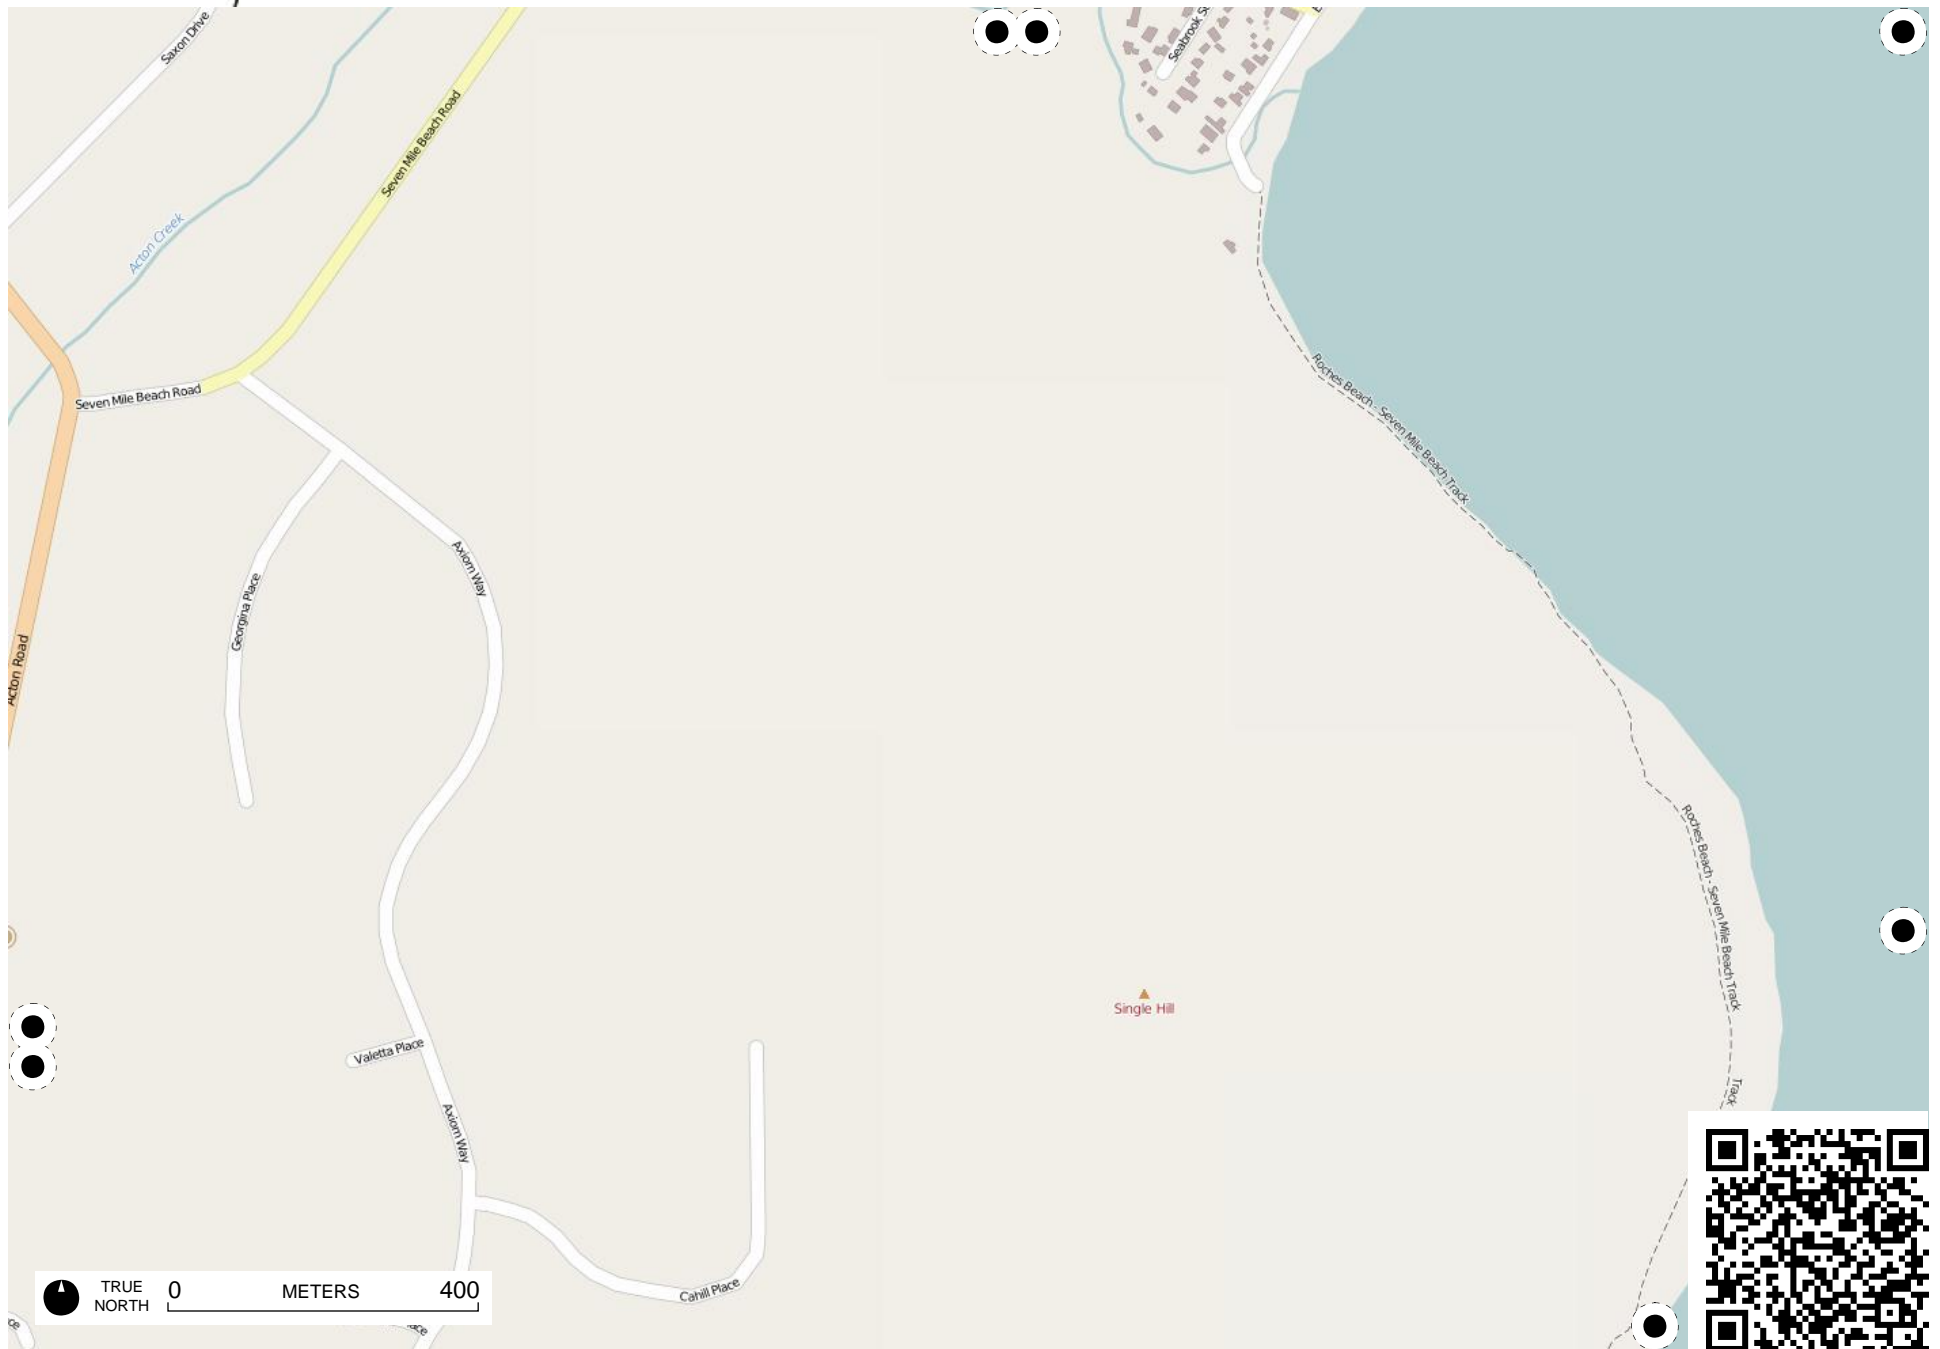 Saxon Drive
Seabrook
Seven Mile Beach Road
Acton Creek
Seven Mile Beach Road
Roches Beach - Seven Mile Beach Track
Axiom Way
Georgina Place
Acton Road
Roches Beach - Seven Mile Beach Track
Single Hill
Valetta Place
Track
Axiom Way
Cahill Place
TRUE
NORTH
0 METERS 400